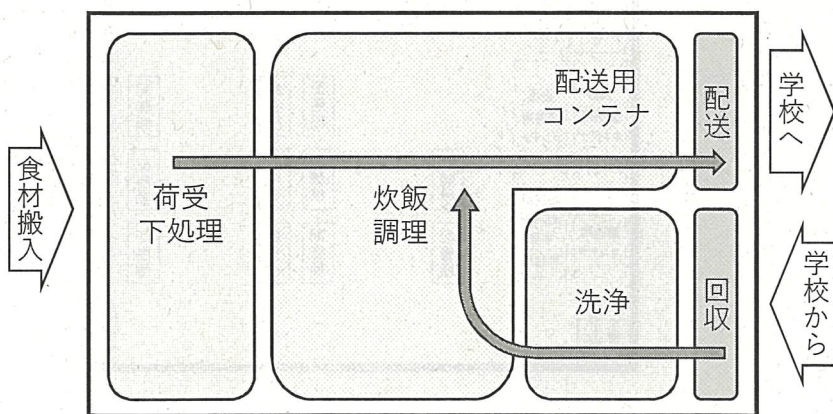 食材搬入
荷受
下処理
炊飯
調理
配送用
コンテナ
配送
学校へ
洗浄
回収
学校から